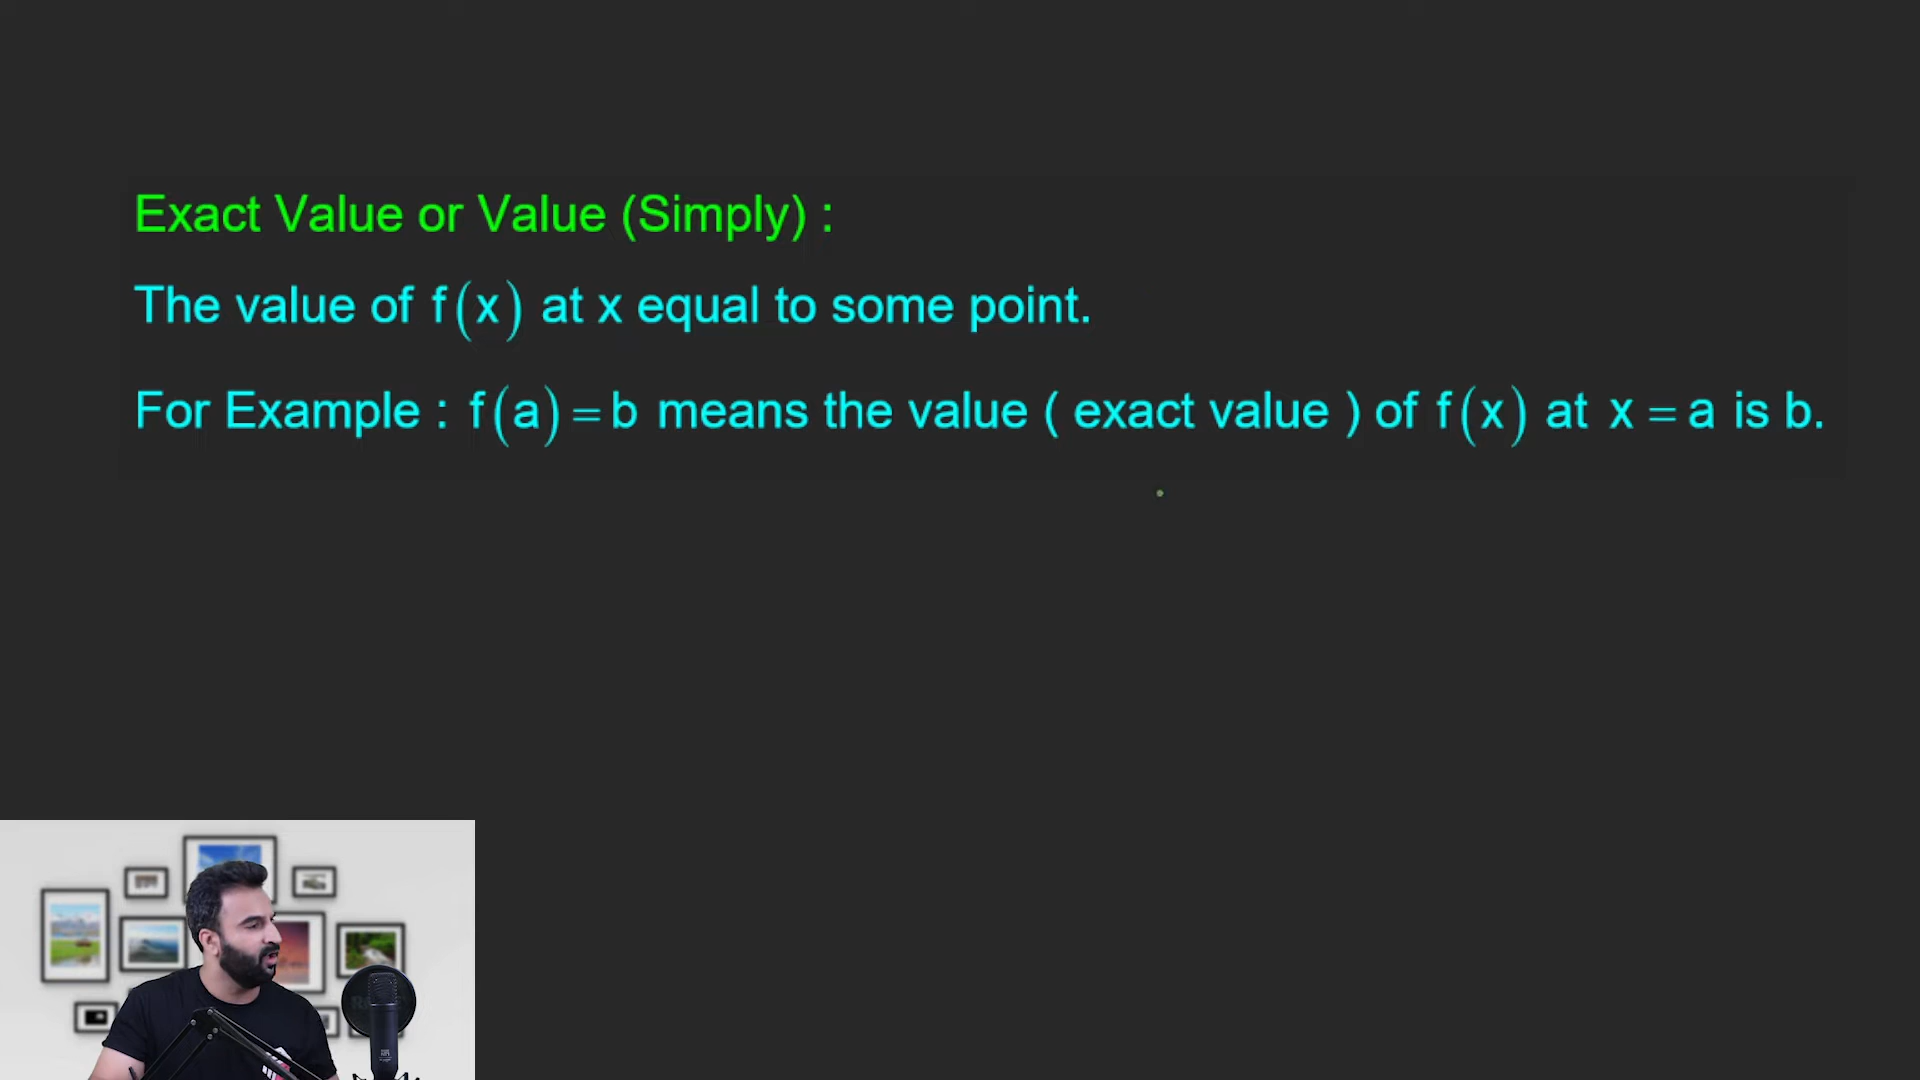 Exact Value or Value (Simply) :
The value of f(x) at x equal to some point.
For Example : f(a) = b means the value ( exact value ) of f(x) at x = a is b.